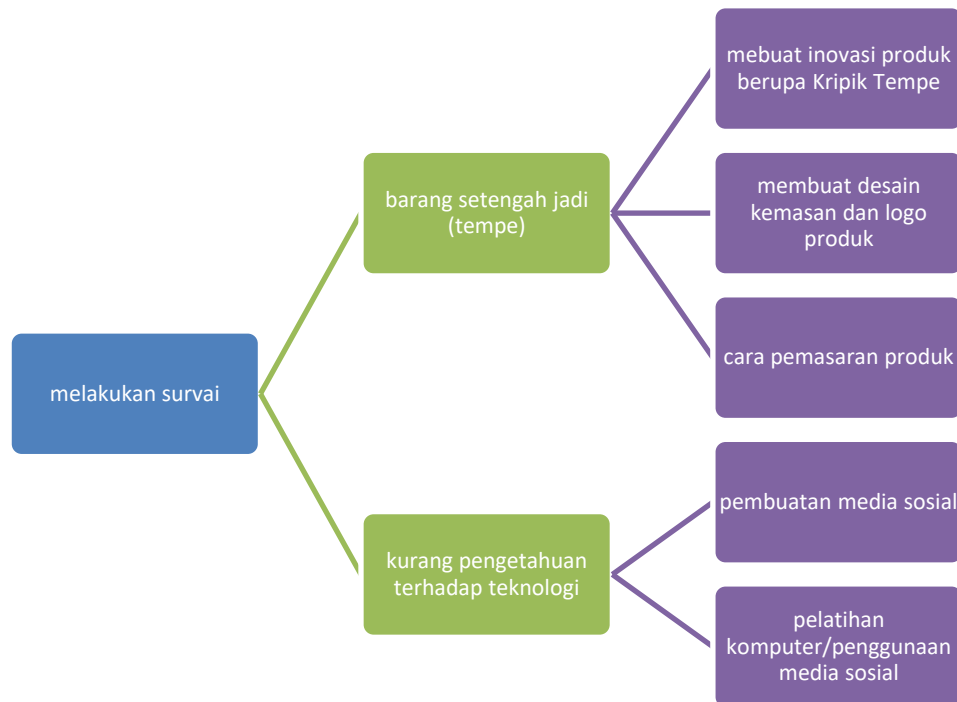 melakukan survai
barang setengah jadi
(tempe)
mebuat inovasi produk
berupa Kripik Tempe
membuat desain
kemasan dan logo
produk
cara pemasaran produk
kurang pengetahuan
terhadap teknologi
pembuatan media sosial
pelatihan
komputer/penggunaan
media sosial